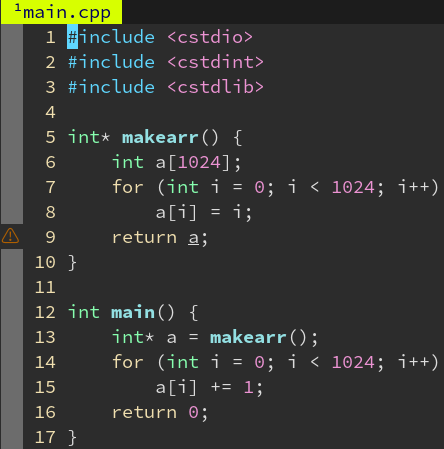 ¹main.cpp
1 #include <cstdio>
2 #include <cstdint>
3 #include <cstdlib>
4
5 int* makearr() {
6     int a[1024];
7     for (int i = 0; i < 1024; i++)
8         a[i] = i;
9     return a;
10 }
11
12 int main() {
13     int* a = makearr();
14     for (int i = 0; i < 1024; i++)
15         a[i] += 1;
16     return 0;
17 }